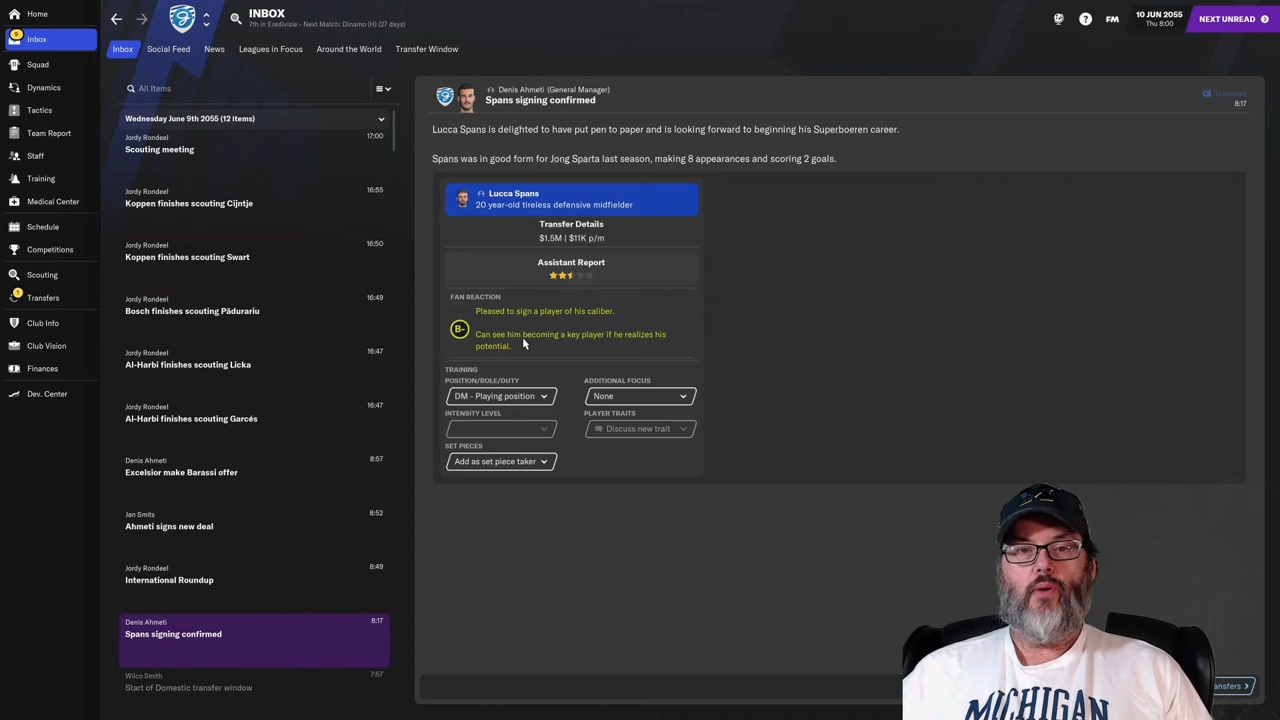 Home
INBOX
7th in Eredivisie - Next Match: Dinamo (H) (27 days)
FM
10 JUN 2055
Thu 8:00
NEXT UNREAD
9
Inbox
Squad
Dynamics
Tactics
Team Report
Staff
Training
Medical Center
Schedule
Competitions
Scouting
1
Transfers
Club Info
Club Vision
Finances
Dev. Center
Inbox
Social Feed
News
Leagues in Focus
Around the World
Transfer Window
All Items
Wednesday June 9th 2055 (12 items)
Jordy Rondeel
17:00
Scouting meeting
Jordy Rondeel
16:55
Koppen finishes scouting Cijntje
Jordy Rondeel
16:50
Koppen finishes scouting Swart
Jordy Rondeel
16:49
Bosch finishes scouting Pădurariu
Jordy Rondeel
16:47
Al-Harbi finishes scouting Licka
Jordy Rondeel
16:47
Al-Harbi finishes scouting Garcés
Denis Ahmeti
8:57
Excelsior make Barassi offer
Jan Smits
8:52
Ahmeti signs new deal
Jordy Rondeel
8:49
International Roundup
Denis Ahmeti
8:17
Spans signing confirmed
Wilco Smith
7:57
Start of Domestic transfer window
Denis Ahmeti (General Manager)
Spans signing confirmed
Transfers
8:17
Lucca Spans is delighted to have put pen to paper and is looking forward to beginning his Superboeren career.
Spans was in good form for Jong Sparta last season, making 8 appearances and scoring 2 goals.
Lucca Spans
20 year-old tireless defensive midfielder
Transfer Details
$1.5M | $11K p/m
Assistant Report
FAN REACTION
B-
Pleased to sign a player of his caliber.
Can see him becoming a key player if he realizes his
potential.
TRAINING
POSITION/ROLE/DUTY
ADDITIONAL FOCUS
DM - Playing position
None
INTENSITY LEVEL
PLAYER TRAITS
Discuss new trait
SET PIECES
Add as set piece taker
ansfers
MICHIGAN